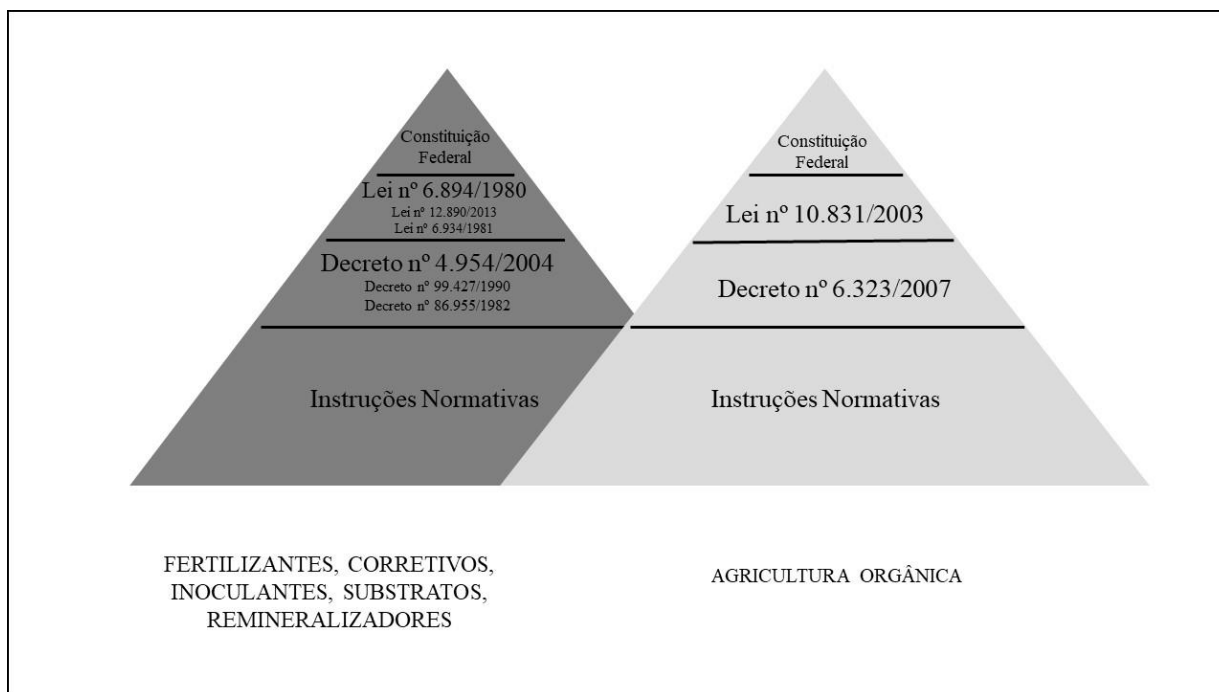 Constituição
Federal
Lei nº 6.894/1980
Lei nº 12.890/2013
Lei nº 6.934/1981
Decreto nº 4.954/2004
Decreto nº 99.427/1990
Decreto nº 86.955/1982
Instruções Normativas
Constituição
Federal
Lei nº 10.831/2003
Decreto nº 6.323/2007
Instruções Normativas
FERTILIZANTES, CORRETIVOS,
INOCULANTES, SUBSTRATOS,
REMINERALIZADORES
AGRICULTURA ORGÂNICA